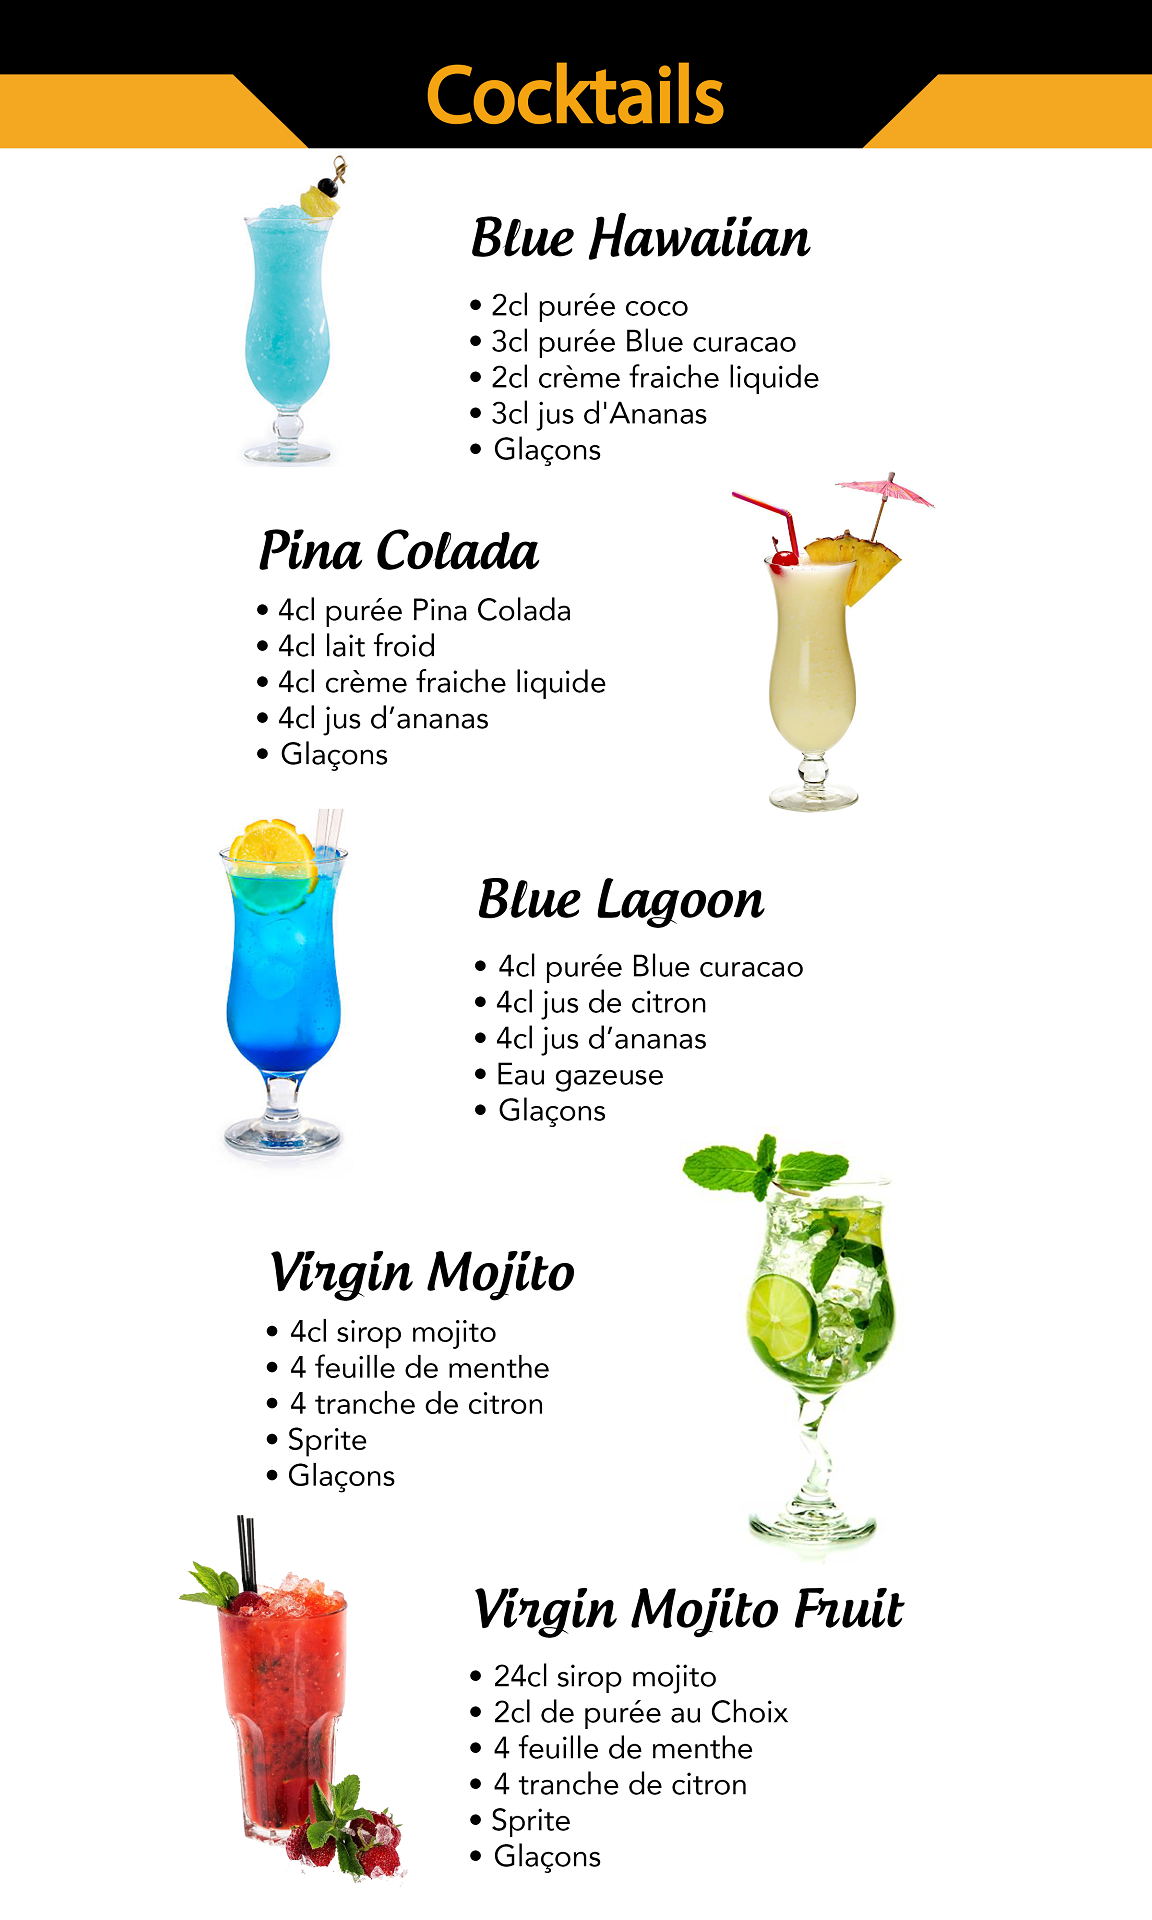 Cocktails
Blue Hawaiian
• 2cl purée coco
• 3cl purée Blue curacao
• 2cl crème fraiche liquide
• 3cl jus d'Ananas
• Glaçons
Pina Colada
• 4cl purée Pina Colada
• 4cl lait froid
• 4cl crème fraiche liquide
• 4cl jus d’ananas
• Glaçons
Blue Lagoon
• 4cl purée Blue curacao
• 4cl jus de citron
• 4cl jus d’ananas
• Eau gazeuse
• Glaçons
Virgin Mojito
• 4cl sirop mojito
• 4 feuille de menthe
• 4 tranche de citron
• Sprite
• Glaçons
Virgin Mojito Fruit
• 24cl sirop mojito
• 2cl de purée au Choix
• 4 feuille de menthe
• 4 tranche de citron
• Sprite
• Glaçons